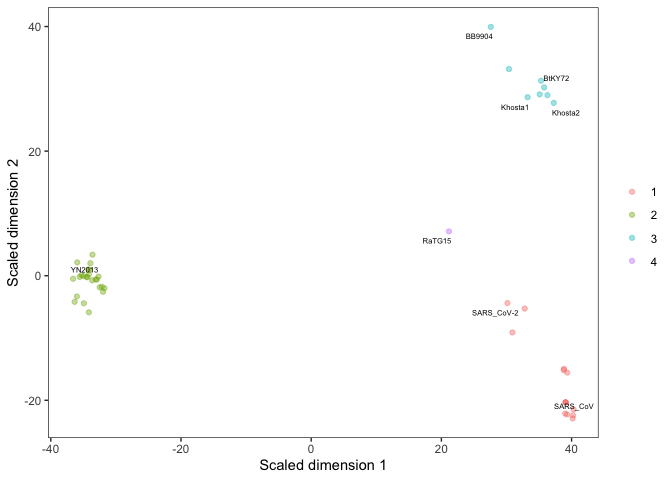 40
BB9904
BtKY72
Khosta1
Khosta2
20
1
2
3
4
RaTG15
YN2013
0
SARS_CoV-2
-20
SARS_CoV
-40
-20
0
20
40
Scaled dimension 1
Scaled dimension 2